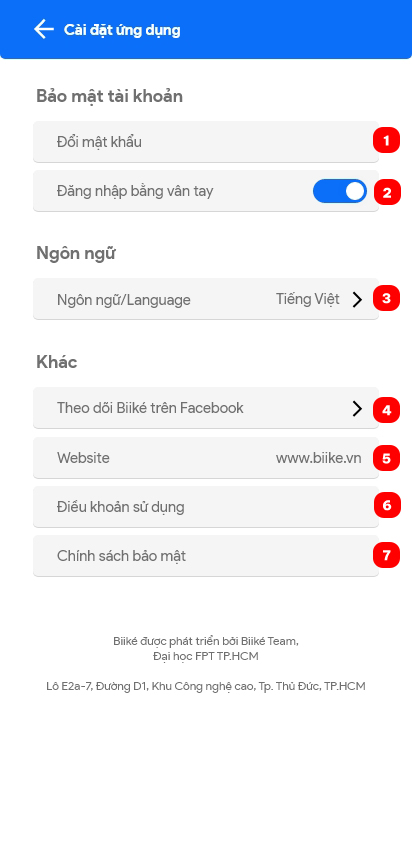 Cài đặt ứng dụng
Bảo mật tài khoản
Đổi mật khẩu
1
Đăng nhập bằng vân tay
2
Ngôn ngữ
Ngôn ngữ/Language Tiếng Việt
3
Khác
Theo dõi Biiké trên Facebook
4
Website www.biike.vn
5
Điều khoản sử dụng
6
Chính sách bảo mật
7
Biiké được phát triển bởi Biiké Team,
Đại học FPT TP.HCM
Lô E2a-7, Đường D1, Khu Công nghệ cao, Tp. Thủ Đức, TP.HCM